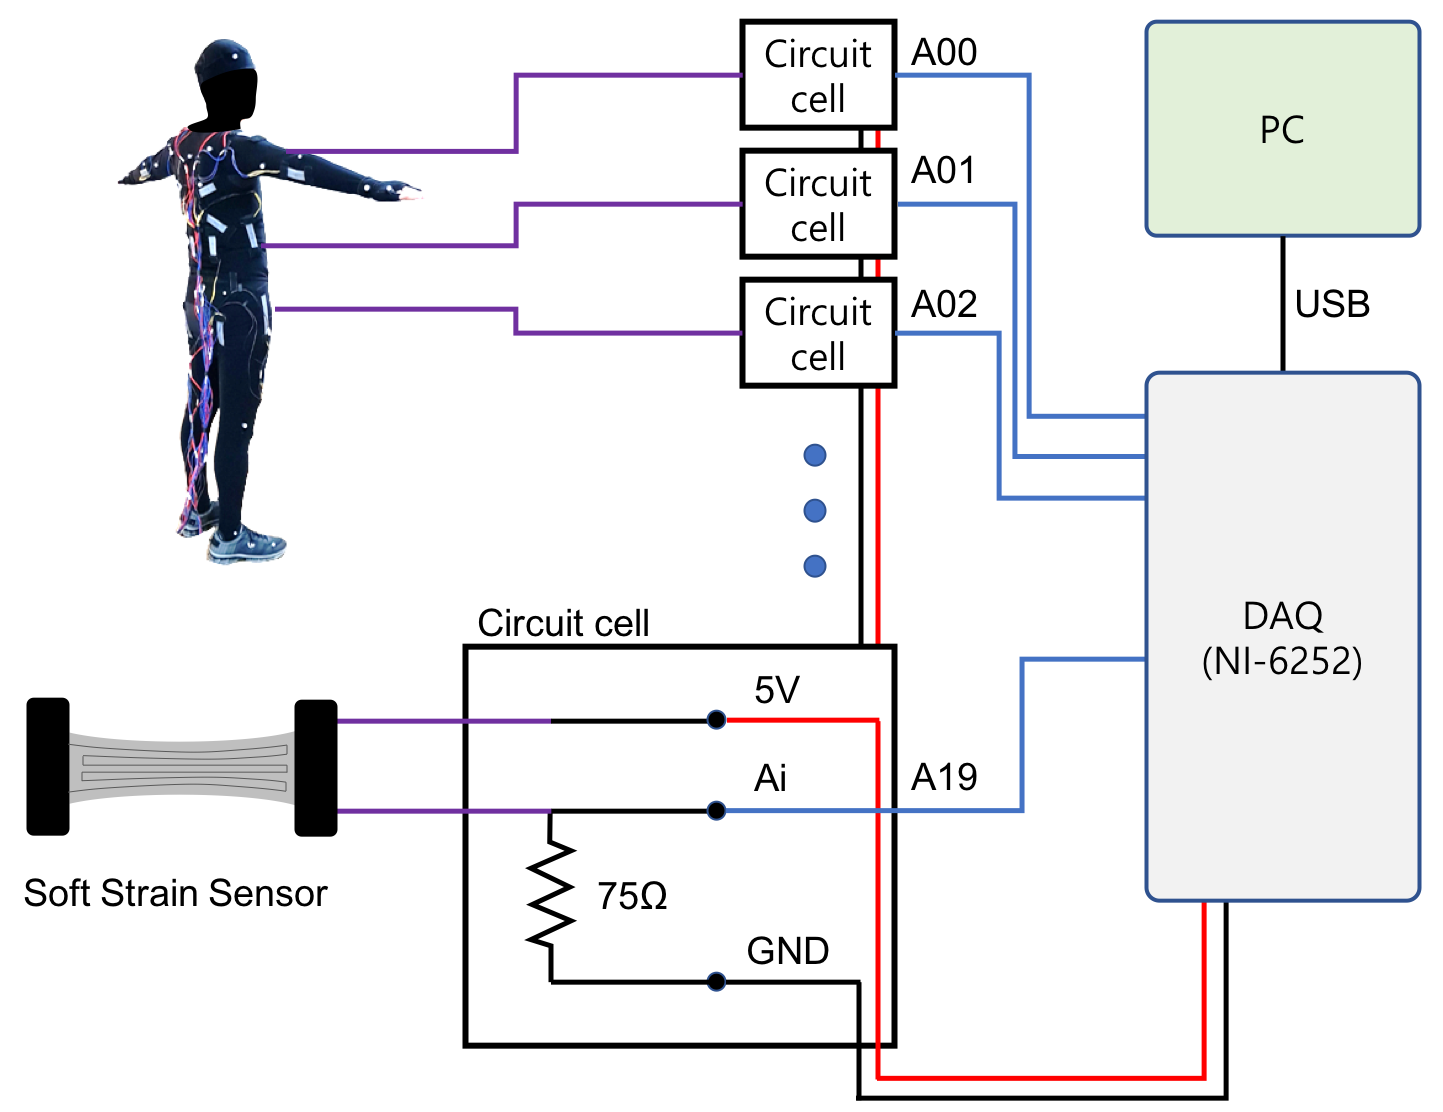 Circuit
cell
A00
PC
Circuit
cell
A01
Circuit
cell
A02
USB
DAQ
(NI-6252)
Circuit cell
5V
Ai
A19
75Ω
GND
Soft Strain Sensor